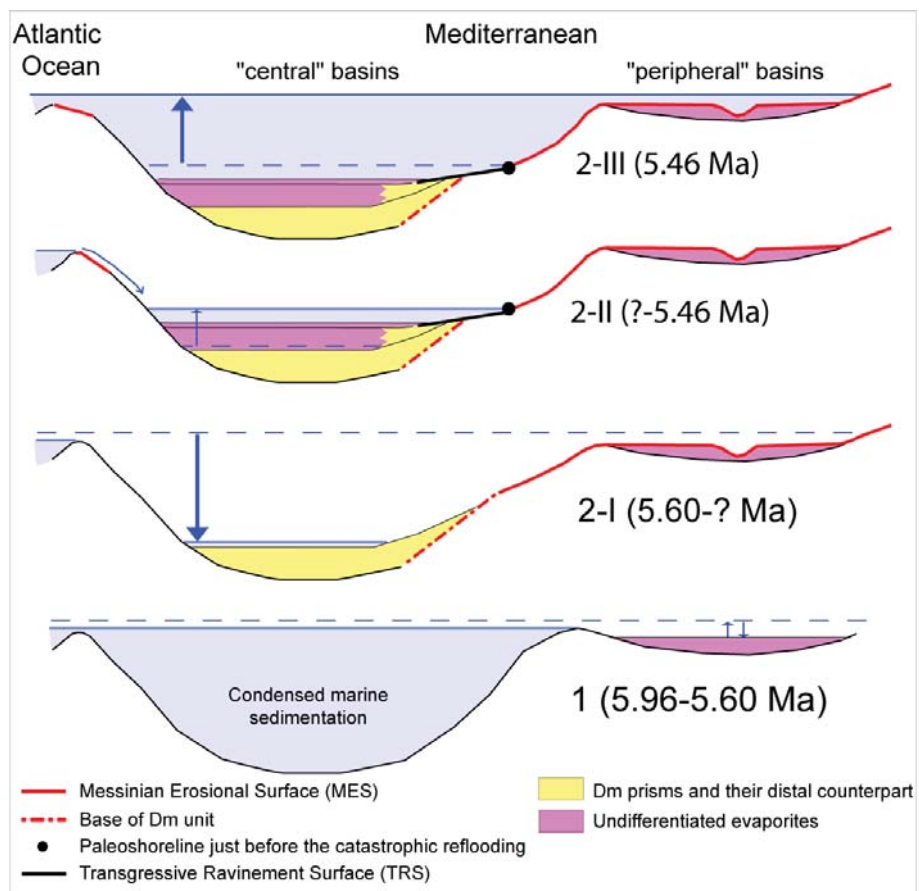 Atlantic
Ocean
Mediterranean
"central" basins
"peripheral" basins
2-III (5.46 Ma)
2-II (?-5.46 Ma)
2-I (5.60-? Ma)
Condensed marine
sedimentation
1 (5.96-5.60 Ma)
Messinian Erosional Surface (MES)
Base of Dm unit
Paleoshoreline just before the catastrophic reflooding
Transgressive Ravinement Surface (TRS)
Dm prisms and their distal counterpart
Undifferentiated evaporites